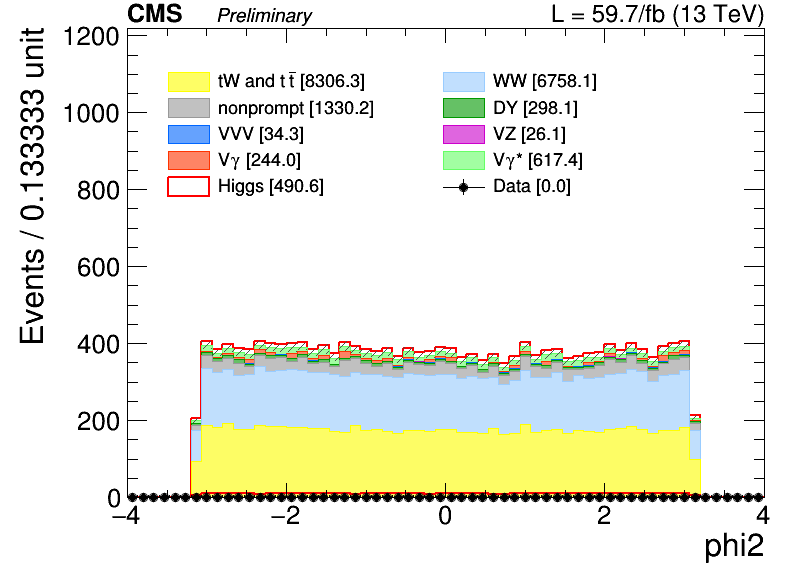 CMS Preliminary L = 59.7/fb (13 TeV)
Events / 0.133333 unit
1200
1000
800
600
400
200
0
tW and t t̅ [8306.3] WW [6758.1]
nonprompt [1330.2] DY [298.1]
VVV [34.3] VZ [26.1]
Vγ [244.0] Vγ* [617.4]
Higgs [490.6] Data [0.0]
−4 −2 0 2 4
phi2